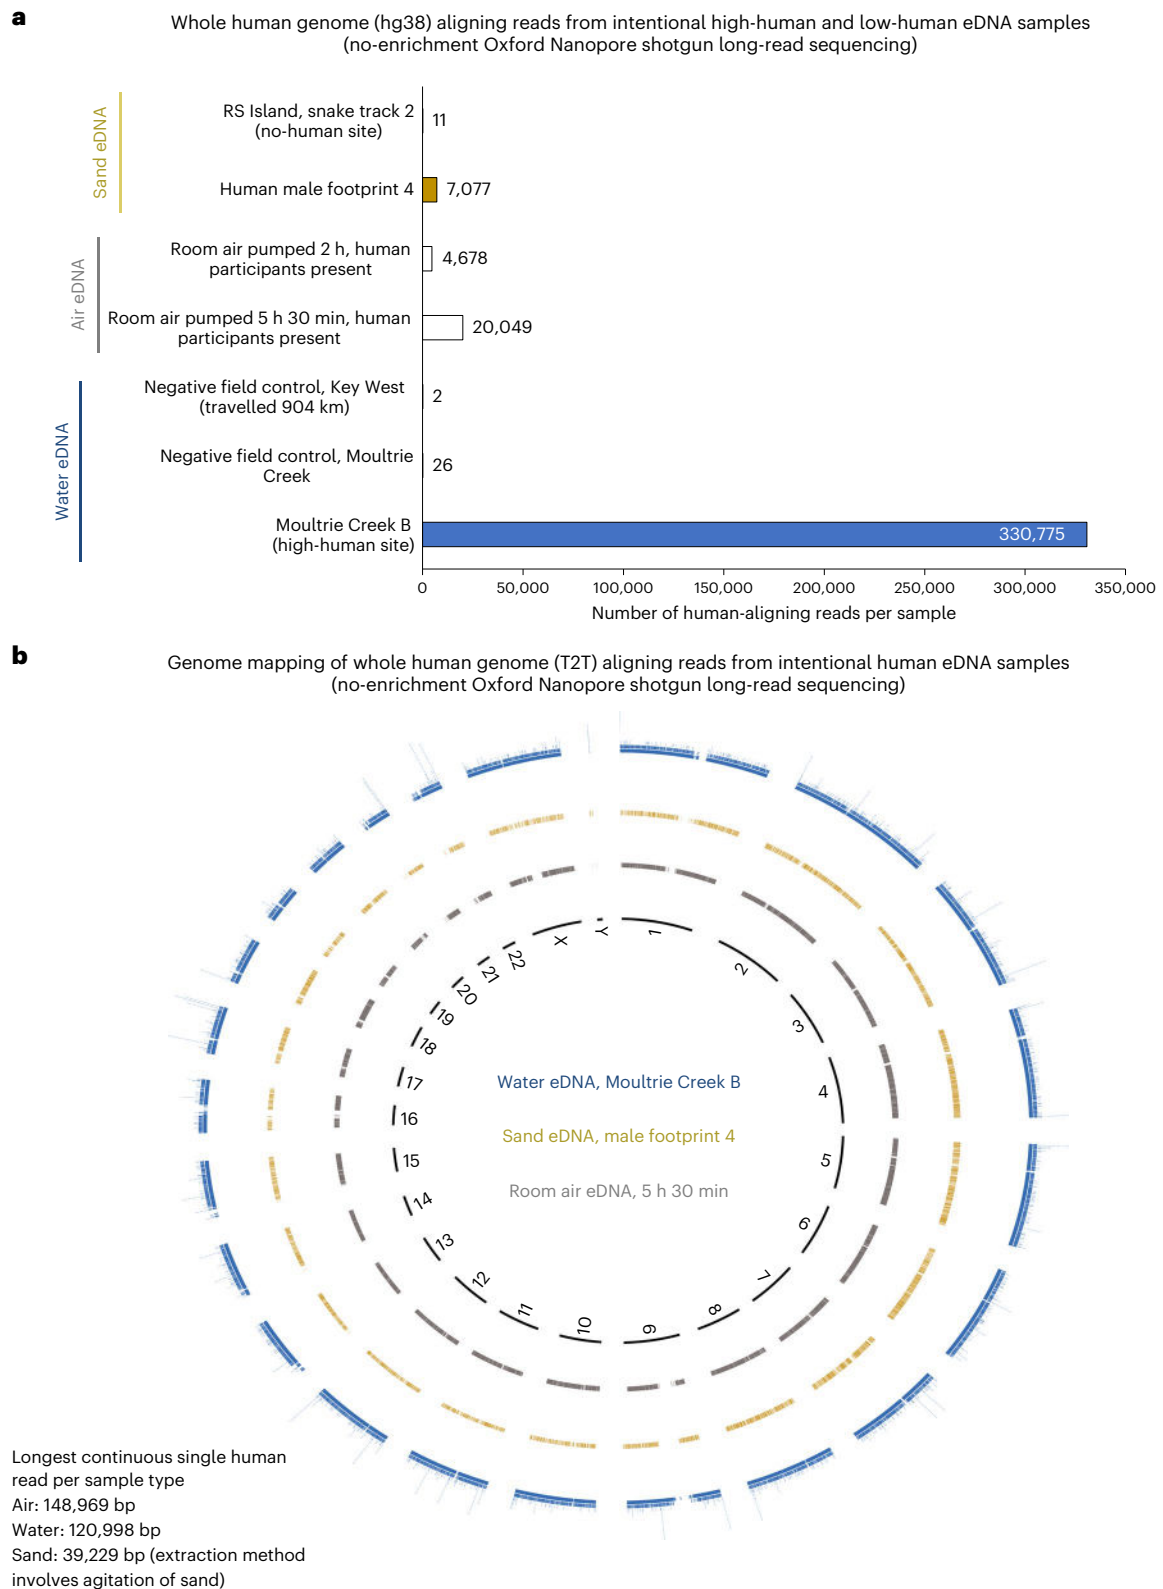 a
Whole human genome (hg38) aligning reads from intentional high-human and low-human eDNA samples
(no-enrichment Oxford Nanopore shotgun long-read sequencing)
Sand eDNA
RS Island, snake track 2
(no-human site)
11
Human male footprint 4
7,077
Air eDNA
Room air pumped 2 h, human
participants present
4,678
Room air pumped 5 h 30 min, human
participants present
20,049
Water eDNA
Negative field control, Key West
(travelled 904 km)
2
Negative field control, Moultrie
Creek
26
Moultrie Creek B
(high-human site)
330,775
0 50,000 100,000 150,000 200,000 250,000 300,000 350,000
Number of human-aligning reads per sample
b
Genome mapping of whole human genome (T2T) aligning reads from intentional human eDNA samples
(no-enrichment Oxford Nanopore shotgun long-read sequencing)
1
2
3
4
5
6
7
8
9
10
11
12
13
14
15
16
17
18
19
20
21
22
X
Y
Water eDNA, Moultrie Creek B
Sand eDNA, male footprint 4
Room air eDNA, 5 h 30 min
Longest continuous single human
read per sample type
Air: 148,969 bp
Water: 120,998 bp
Sand: 39,229 bp (extraction method
involves agitation of sand)